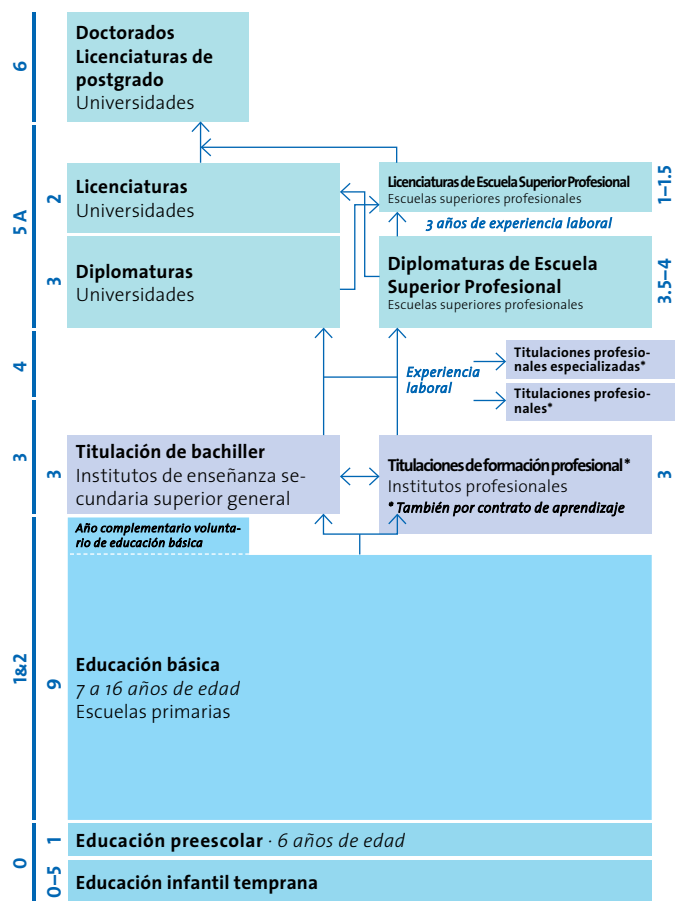 6
Doctorados
Licenciaturas de
postgrado
Universidades
5 A
2
Licenciaturas
Universidades
Licenciaturas de Escuela Superior Profesional
Escuelas superiores profesionales
1–1.5
3 años de experiencia laboral
3
Diplomaturas
Universidades
Diplomaturas de Escuela
Superior Profesional
Escuelas superiores profesionales
3.5–4
4
Experiencia
laboral
Titulaciones profesio-
nales especializadas*
Titulaciones profesio-
nales*
3
3
Titulación de bachiller
Institutos de enseñanza se-
cundaria superior general
Titulaciones de formación profesional *
Institutos profesionales
* También por contrato de aprendizaje
3
Año complementario volunta-
rio de educación básica
1&2
9
Educación básica
7 a 16 años de edad
Escuelas primarias
0
1
Educación preescolar · 6 años de edad
0–5
Educación infantil temprana